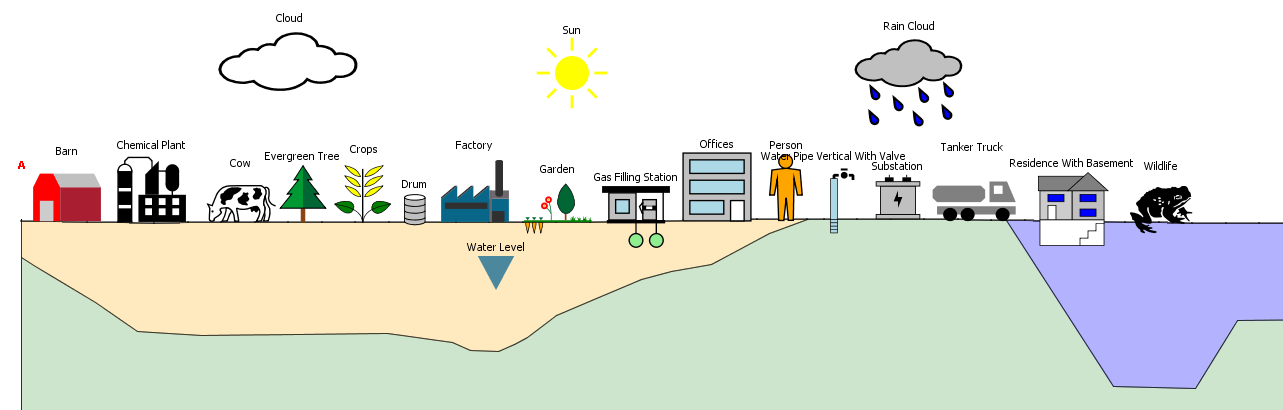 Cloud
Sun
Rain Cloud
A
Barn
Chemical Plant
Cow
Evergreen Tree
Crops
Drum
Factory
Garden
Gas Filling Station
Offices
Person
Water Pipe Vertical With Valve
Substation
Tanker Truck
Residence With Basement
Wildlife
Water Level